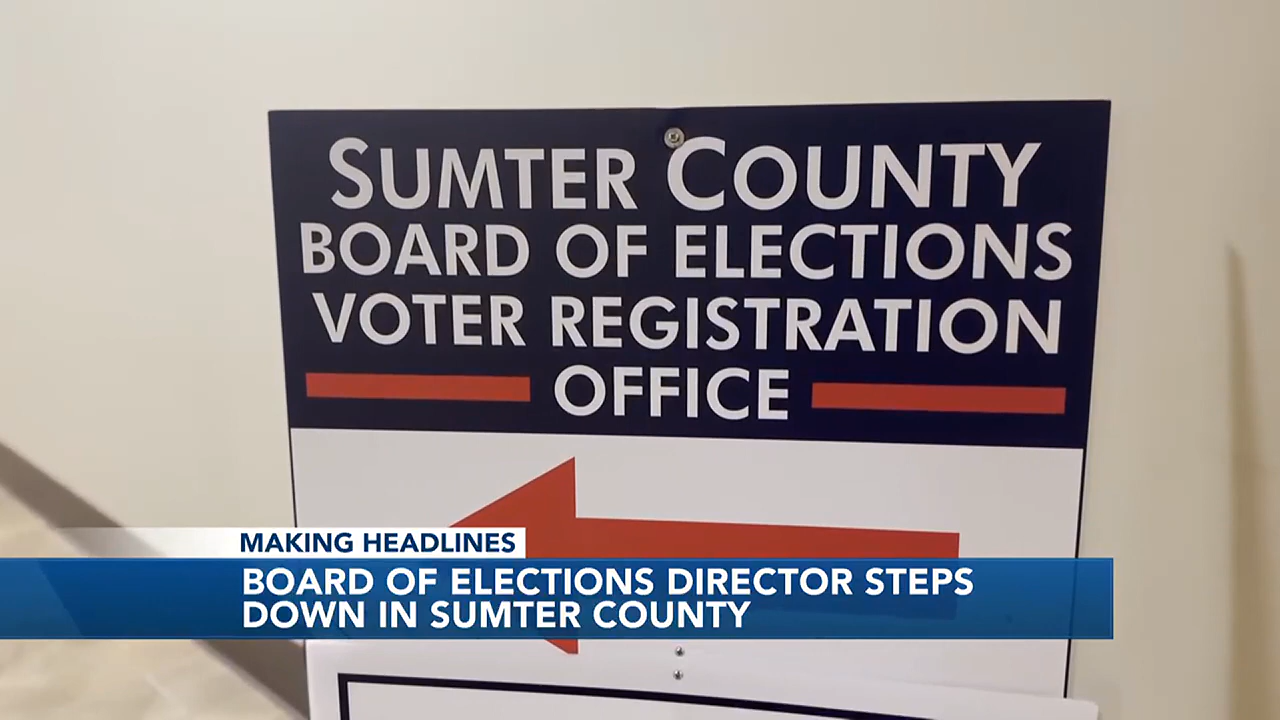 SUMTER COUNTY
BOARD OF ELECTIONS
VOTER REGISTRATION
OFFICE
MAKING HEADLINES
BOARD OF ELECTIONS DIRECTOR STEPS
DOWN IN SUMTER COUNTY